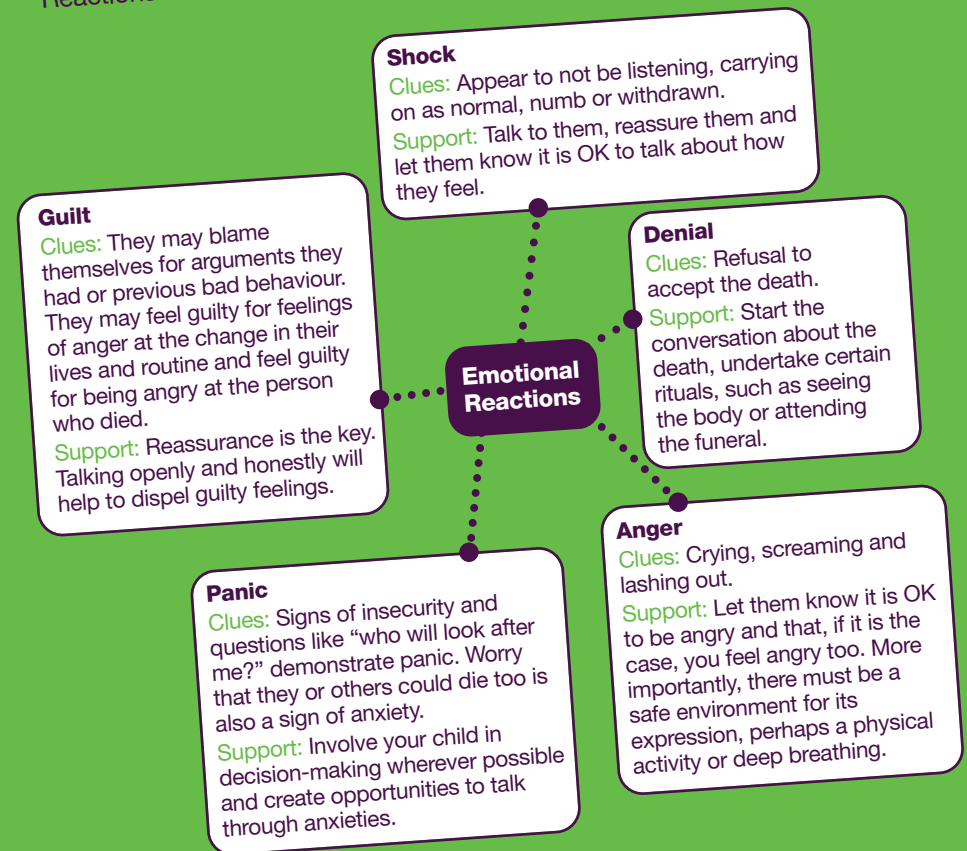 Reactions
Shock
Clues: Appear to not be listening, carrying
on as normal, numb or withdrawn.
Support: Talk to them, reassure them and
let them know it is OK to talk about how
they feel.
Guilt
Clues: They may blame
themselves for arguments they
had or previous bad behaviour.
They may feel guilty for feelings
of anger at the change in their
lives and routine and feel guilty
for being angry at the person
who died.
Support: Reassurance is the key.
Talking openly and honestly will
help to dispel guilty feelings.
Denial
Clues: Refusal to
accept the death.
Support: Start the
conversation about the
death, undertake certain
rituals, such as seeing
the body or attending
the funeral.
Emotional
Reactions
Panic
Clues: Signs of insecurity and
questions like “who will look after
me?” demonstrate panic. Worry
that they or others could die too is
also a sign of anxiety.
Support: Involve your child in
decision-making wherever possible
and create opportunities to talk
through anxieties.
Anger
Clues: Crying, screaming and
lashing out.
Support: Let them know it is OK
to be angry and that, if it is the
case, you feel angry too. More
importantly, there must be a
safe environment for its
expression, perhaps a physical
activity or deep breathing.